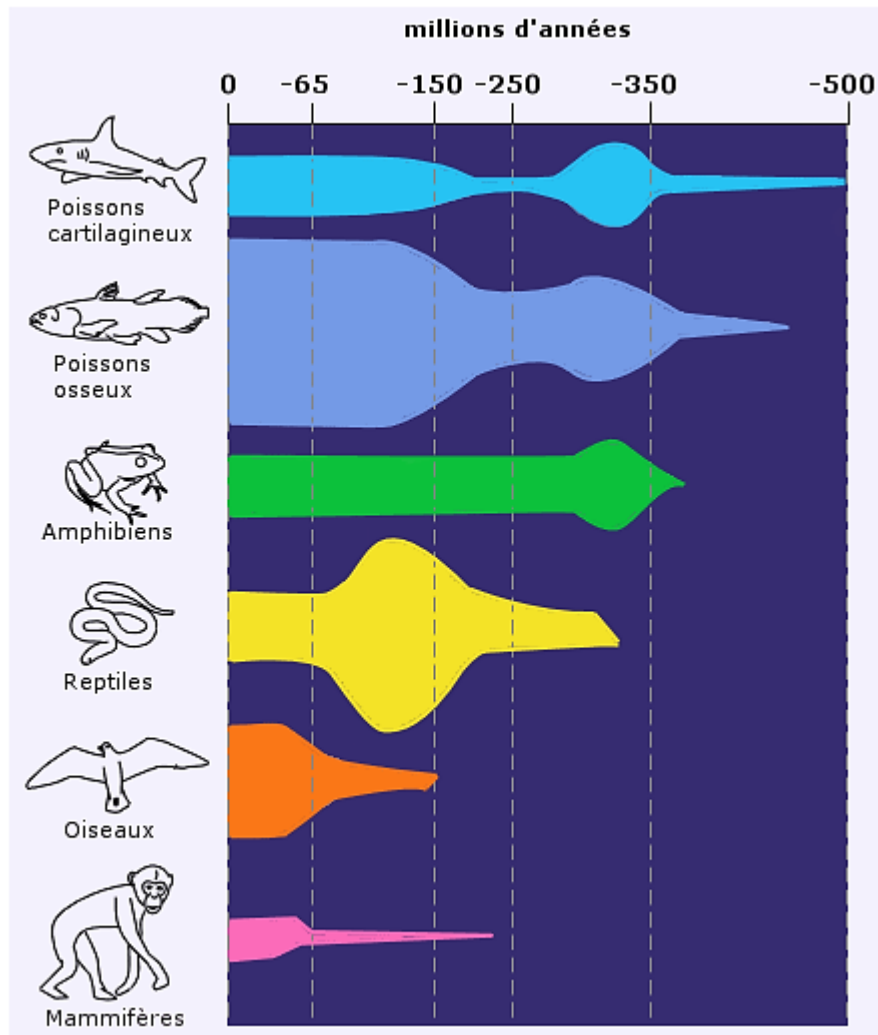 millions d'années
0 -65 -150 -250 -350 -500
Poissons
cartilagineux
Poissons
osseux
Amphibiens
Reptiles
Oiseaux
Mammifères